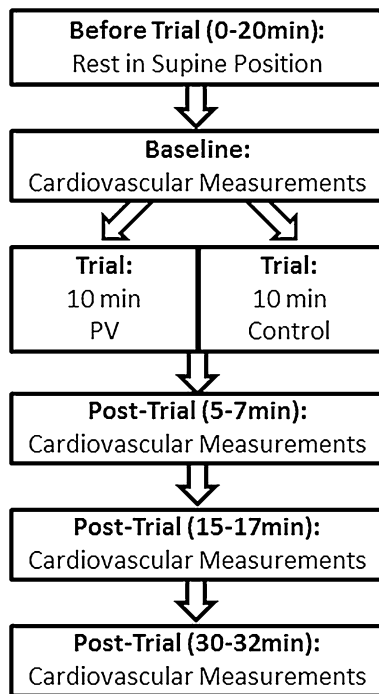 Before Trial (0-20min):
Rest in Supine Position
Baseline:
Cardiovascular Measurements
Trial:
10 min
PV
Trial:
10 min
Control
Post-Trial (5-7min):
Cardiovascular Measurements
Post-Trial (15-17min):
Cardiovascular Measurements
Post-Trial (30-32min):
Cardiovascular Measurements